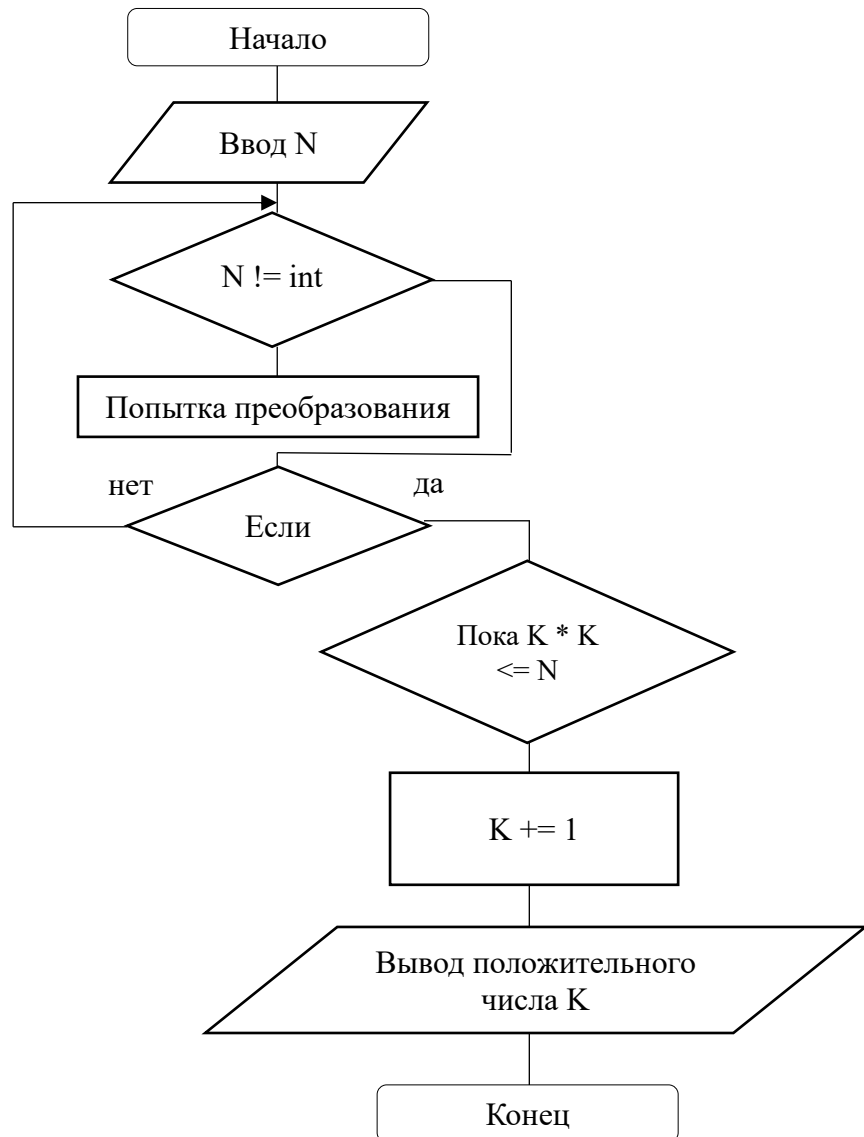 Начало
Ввод N
N != int
Попытка преобразования
нет
да
Если
Пока K * K
<= N
K += 1
Вывод положительного
числа K
Конец